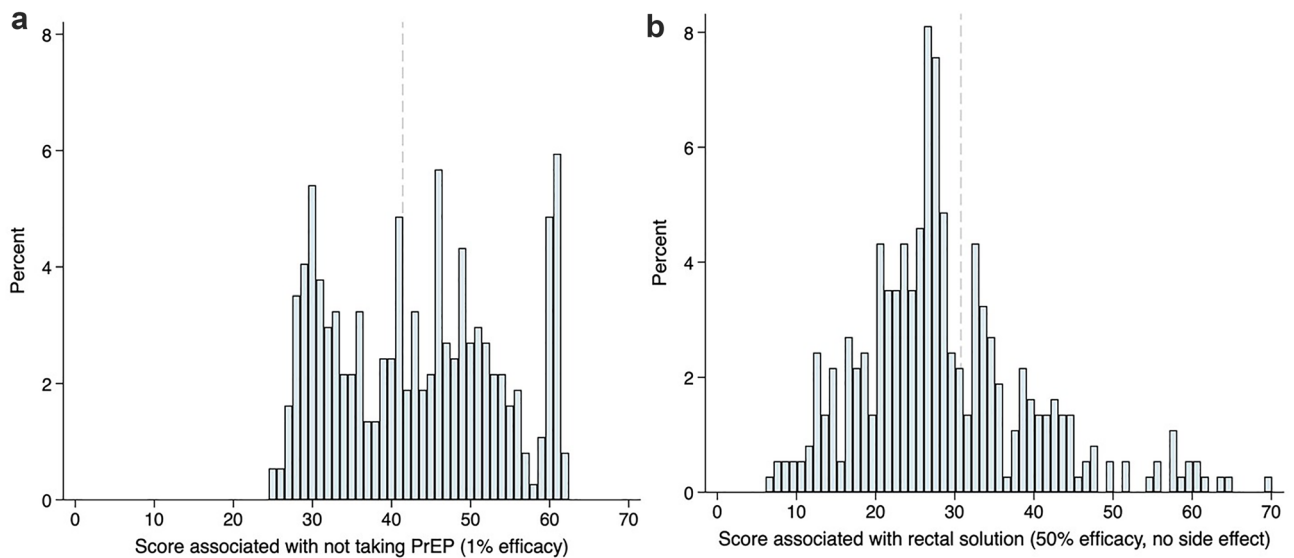 a
8
6
4
2
0
Percent
0 10 20 30 40 50 60 70
Score associated with not taking PrEP (1% efficacy)
b
8
6
4
2
0
Percent
0 10 20 30 40 50 60 70
Score associated with rectal solution (50% efficacy, no side effect)